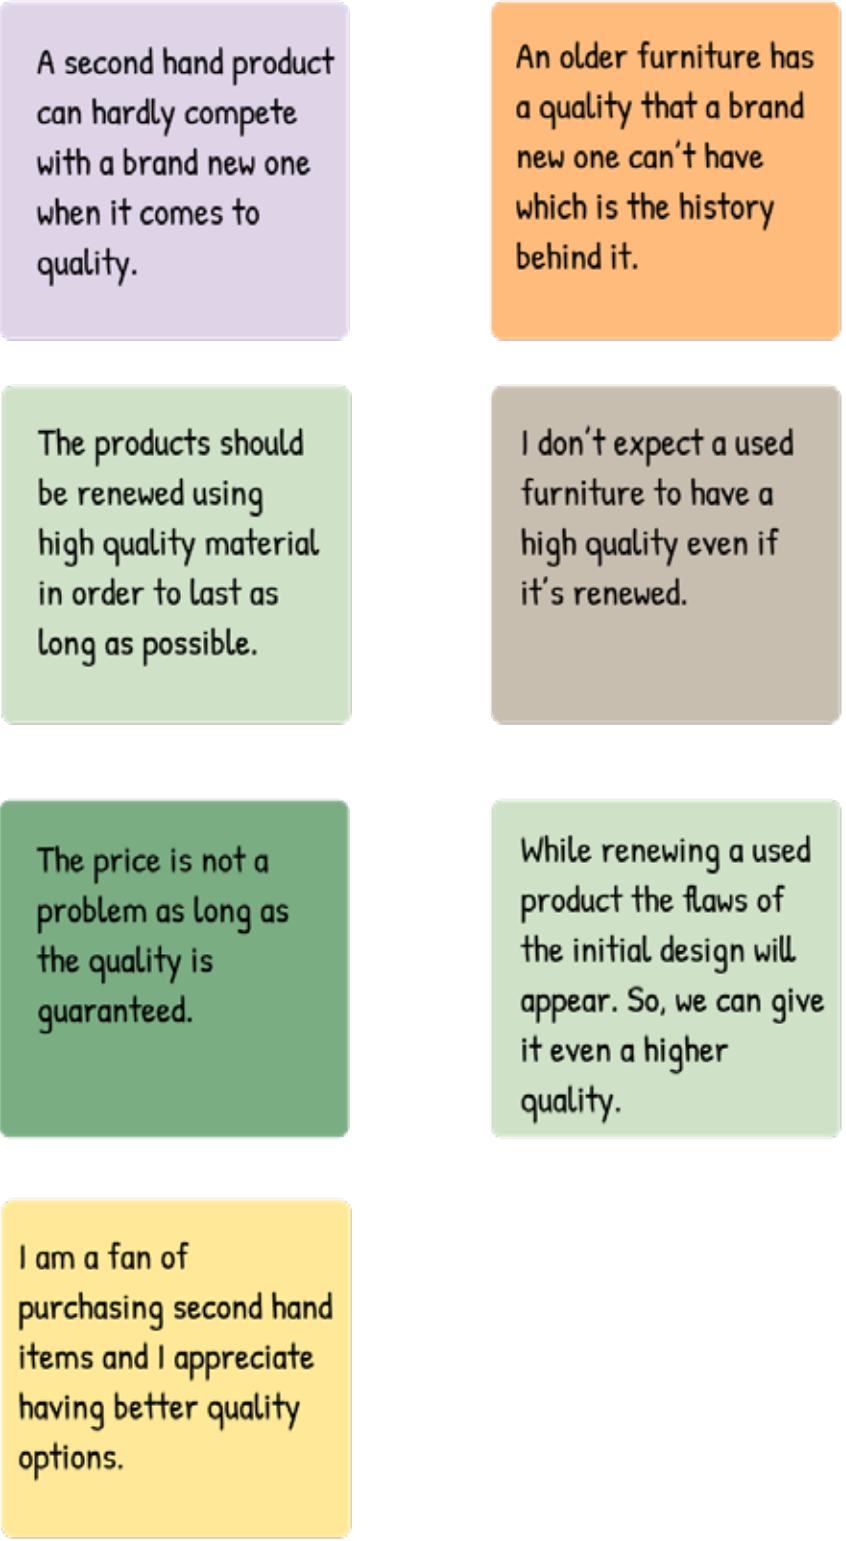 A second hand product
can hardly compete
with a brand new one
when it comes to
quality.
An older furniture has
a quality that a brand
new one can't have
which is the history
behind it.
The products should
be renewed using
high quality material
in order to last as
long as possible.
I don't expect a used
furniture to have a
high quality even if
it's renewed.
The price is not a
problem as long as
the quality is
guaranteed.
While renewing a used
product the flaws of
the initial design will
appear. So, we can give
it even a higher
quality.
I am a fan of
purchasing second hand
items and I appreciate
having better quality
options.